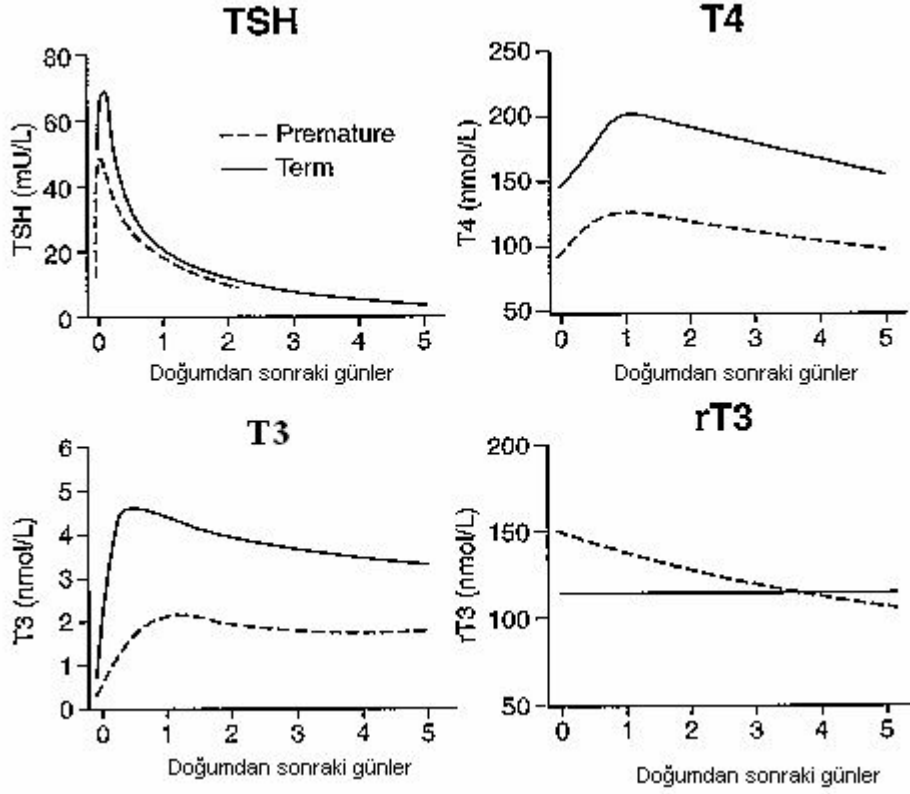 TSH
80
60
40
20
0
TSH (mU/L)
Premature
Term
0 1 2 3 4 5
Doğumdan sonraki günler
T4
250
200
150
100
50
T4 (nmol/L)
0 1 2 3 4 5
Doğumdan sonraki günler
T3
6
5
4
3
2
1
0
T3 (nmol/L)
0 1 2 3 4 5
Doğumdan sonraki günler
rT3
200
150
100
50
rT3 (nmol/L)
0 1 2 3 4 5
Doğumdan sonraki günler